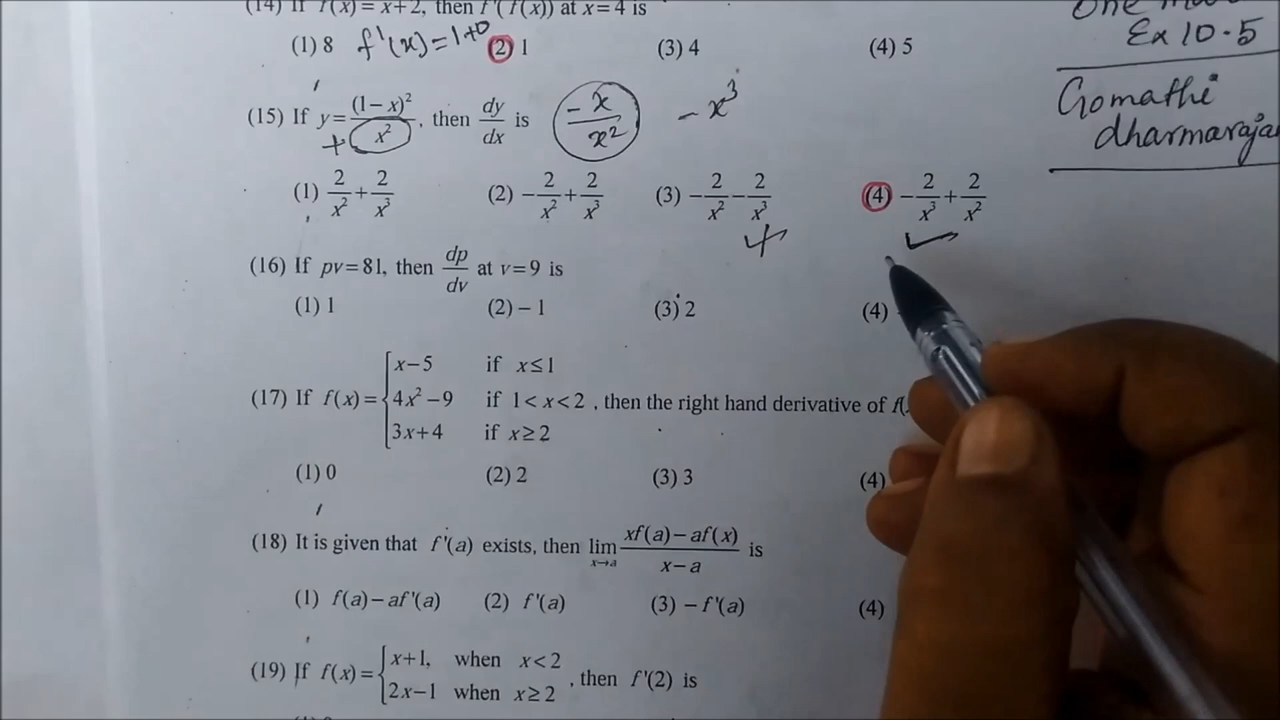 (14) If f(x) = x+2, then f'(f(x)) at x=4 is
One
Ex 10.5
(1) 8 f'(x) = 1+0 (2) 1 (3) 4 (4) 5
Gomathi
dharmaraja
(15) If y = (1−x)²/x², then dy/dx is −x/x² −x³
+
(1) 2/x² + 2/x³ (2) −2/x² + 2/x³ (3) −2/x² − 2/x³ (4) −2/x³ + 2/x²
(16) If pv=81, then dp/dv at v=9 is
(1) 1 (2) −1 (3) 2 (4)
x−5 if x≤1
(17) If f(x) = { 4x²−9 if 1<x<2 , then the right hand derivative of f(
3x+4 if x≥2
(1) 0 (2) 2 (3) 3 (4)
(18) It is given that f'(a) exists, then lim x→a (xf(a)−af(x))/(x−a) is
(1) f(a)−af'(a) (2) f'(a) (3) −f'(a) (4)
x+1, when x<2
(19) If f(x) = { , then f'(2) is
2x−1 when x≥2